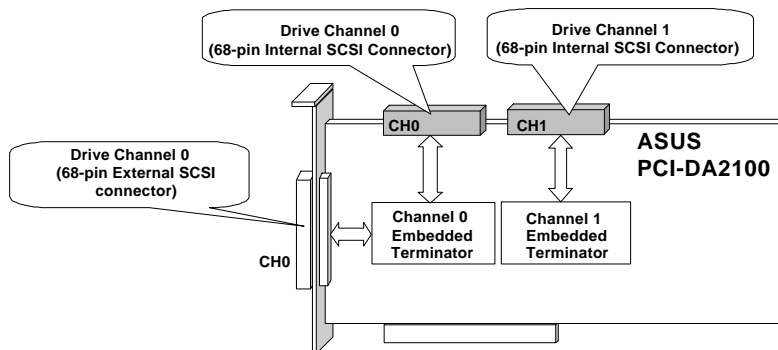 Drive Channel 0
(68-pin Internal SCSI Connector)
Drive Channel 1
(68-pin Internal SCSI Connector)
CH0
CH1
ASUS
PCI-DA2100
Drive Channel 0
(68-pin External SCSI
connector)
CH0
Channel 0
Embedded
Terminator
Channel 1
Embedded
Terminator